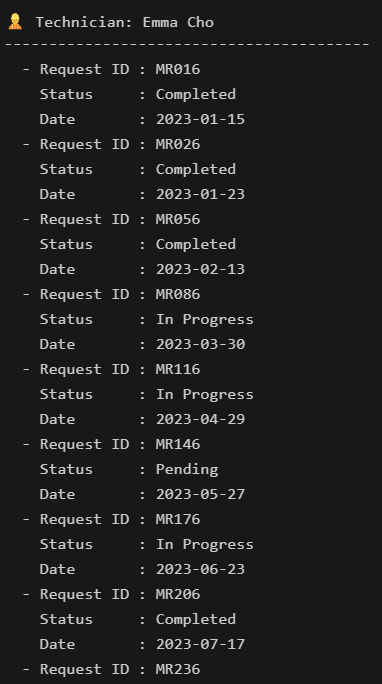 Technician: Emma Cho
-----------------------------------------
- Request ID : MR016
Status : Completed
Date : 2023-01-15
- Request ID : MR026
Status : Completed
Date : 2023-01-23
- Request ID : MR056
Status : Completed
Date : 2023-02-13
- Request ID : MR086
Status : In Progress
Date : 2023-03-30
- Request ID : MR116
Status : In Progress
Date : 2023-04-29
- Request ID : MR146
Status : Pending
Date : 2023-05-27
- Request ID : MR176
Status : In Progress
Date : 2023-06-23
- Request ID : MR206
Status : Completed
Date : 2023-07-17
- Request ID : MR236